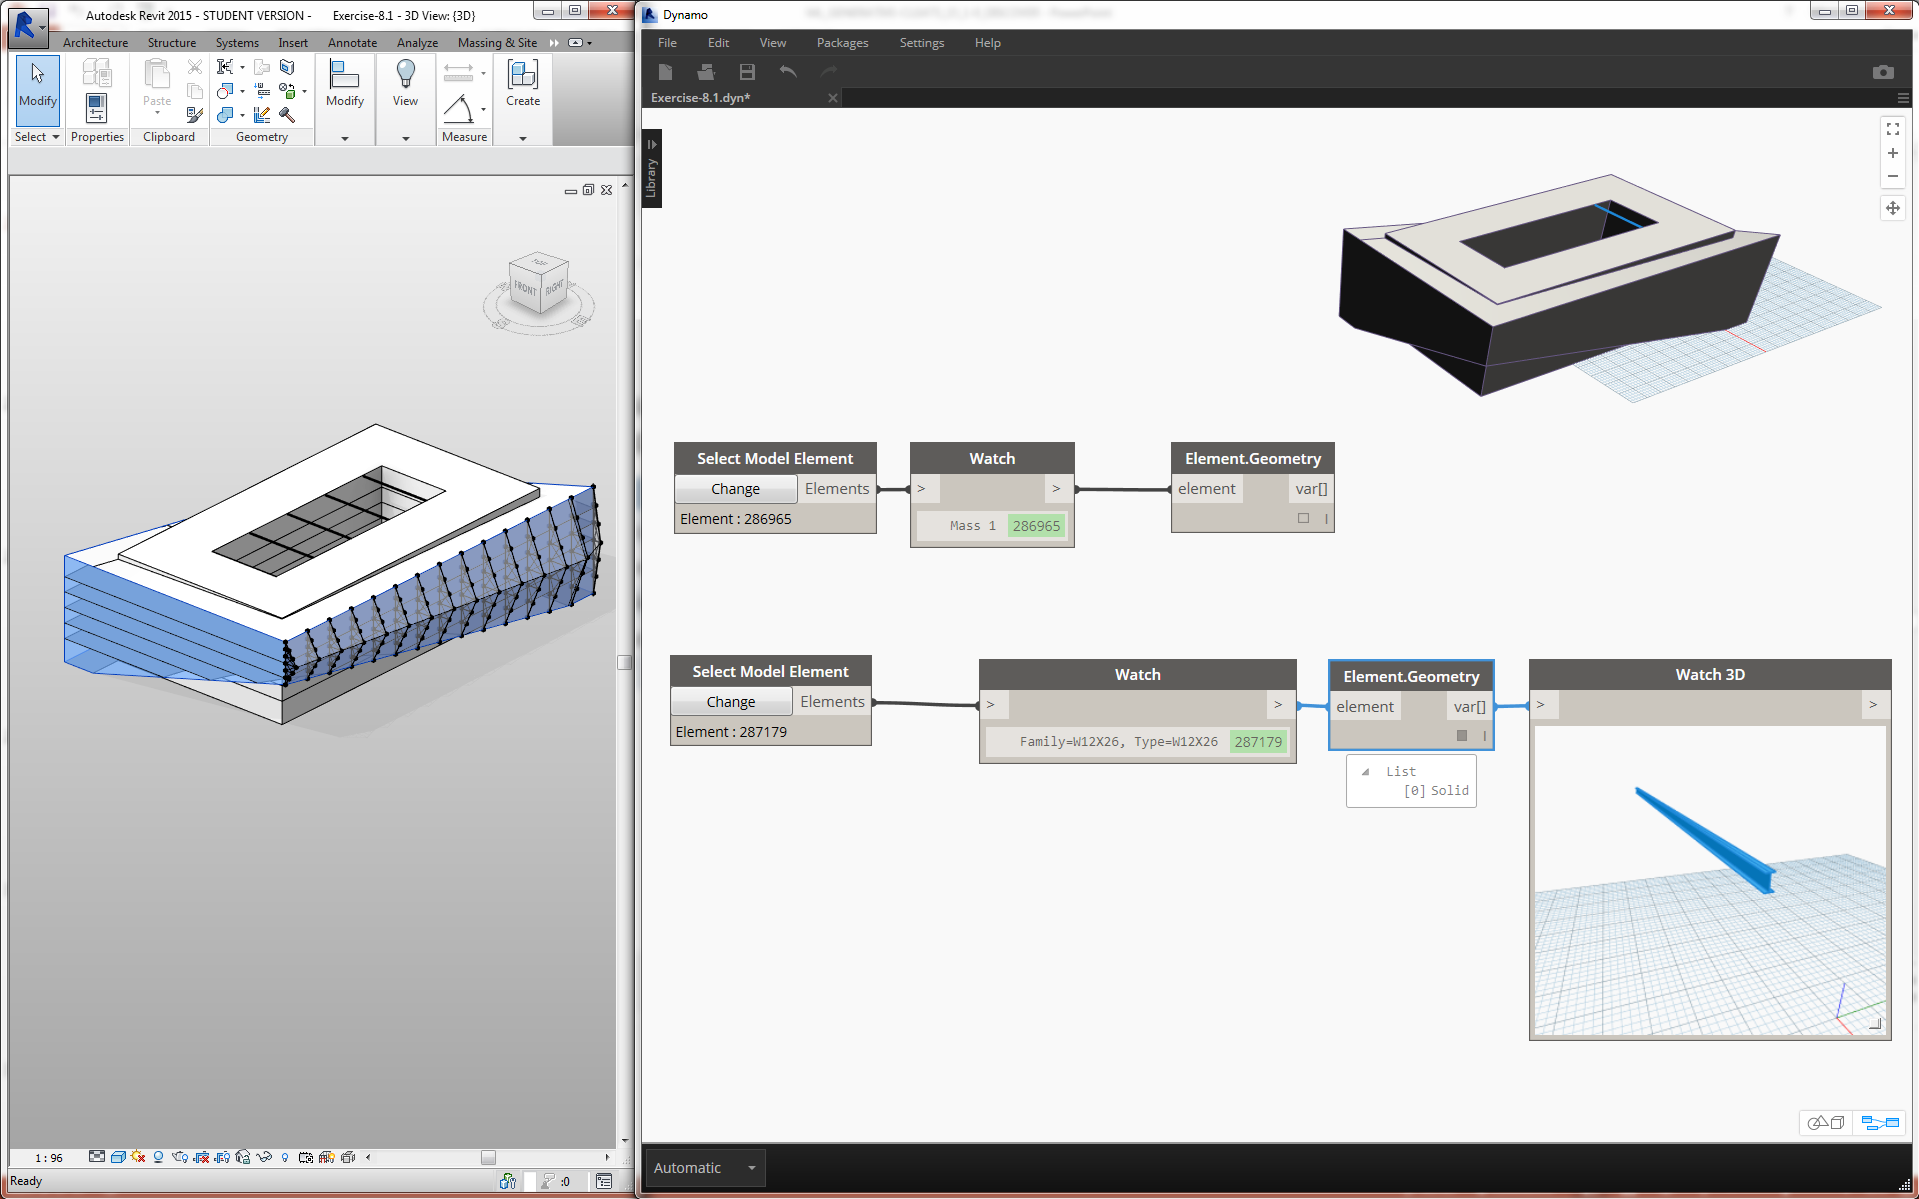 Autodesk Revit 2015 - STUDENT VERSION - Exercise-8.1 - 3D View: {3D}
Architecture Structure Systems Insert Annotate Analyze Massing & Site
Modify
Paste
Modify
View
Create
Select
Properties
Clipboard
Geometry
Measure
TOP
FRONT
RIGHT
1 : 96
Ready
:0
Dynamo
File Edit View Packages Settings Help
Exercise-8.1.dyn*
Library
Select Model Element
Change
Elements
Element : 286965
Watch
>
>
Mass 1 286965
Element.Geometry
element
var[]
Select Model Element
Change
Elements
Element : 287179
Watch
>
>
Family=W12X26, Type=W12X26 287179
Element.Geometry
element
var[]
List
[0] Solid
Watch 3D
>
>
Automatic